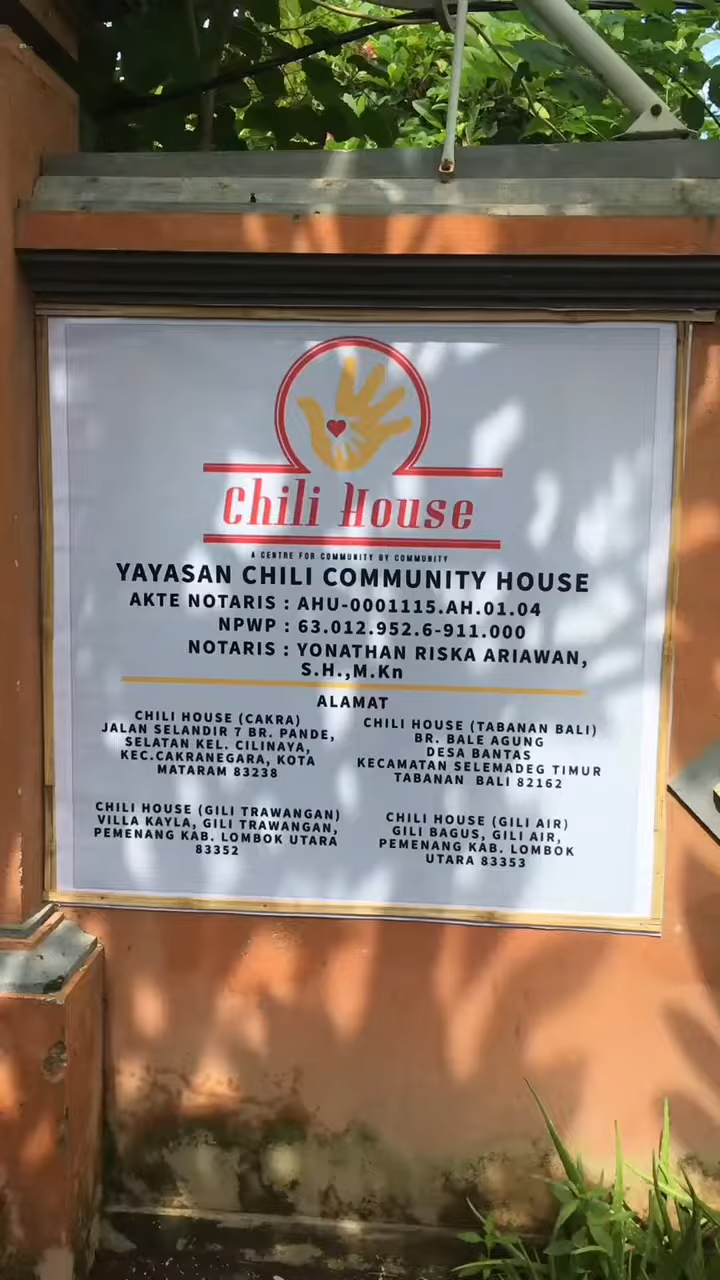 Chili House
A CENTRE FOR COMMUNITY BY COMMUNITY
YAYASAN CHILI COMMUNITY HOUSE
AKTE NOTARIS : AHU-0001115.AH.01.04
NPWP : 63.012.952.6-911.000
NOTARIS : YONATHAN RISKA ARIAWAN,
S.H.,M.Kn
ALAMAT
CHILI HOUSE (CAKRA)
JALAN SELANDIR 7 BR. PANDE,
SELATAN KEL. CILINAYA,
KEC.CAKRANEGARA, KOTA
MATARAM 83238
CHILI HOUSE (TABANAN BALI)
BR. BALE AGUNG
DESA BANTAS
KECAMATAN SELEMADEG TIMUR
TABANAN BALI 82162
CHILI HOUSE (GILI TRAWANGAN)
VILLA KAYLA, GILI TRAWANGAN,
PEMENANG KAB. LOMBOK UTARA
83352
CHILI HOUSE (GILI AIR)
GILI BAGUS, GILI AIR,
PEMENANG KAB. LOMBOK
UTARA 83353